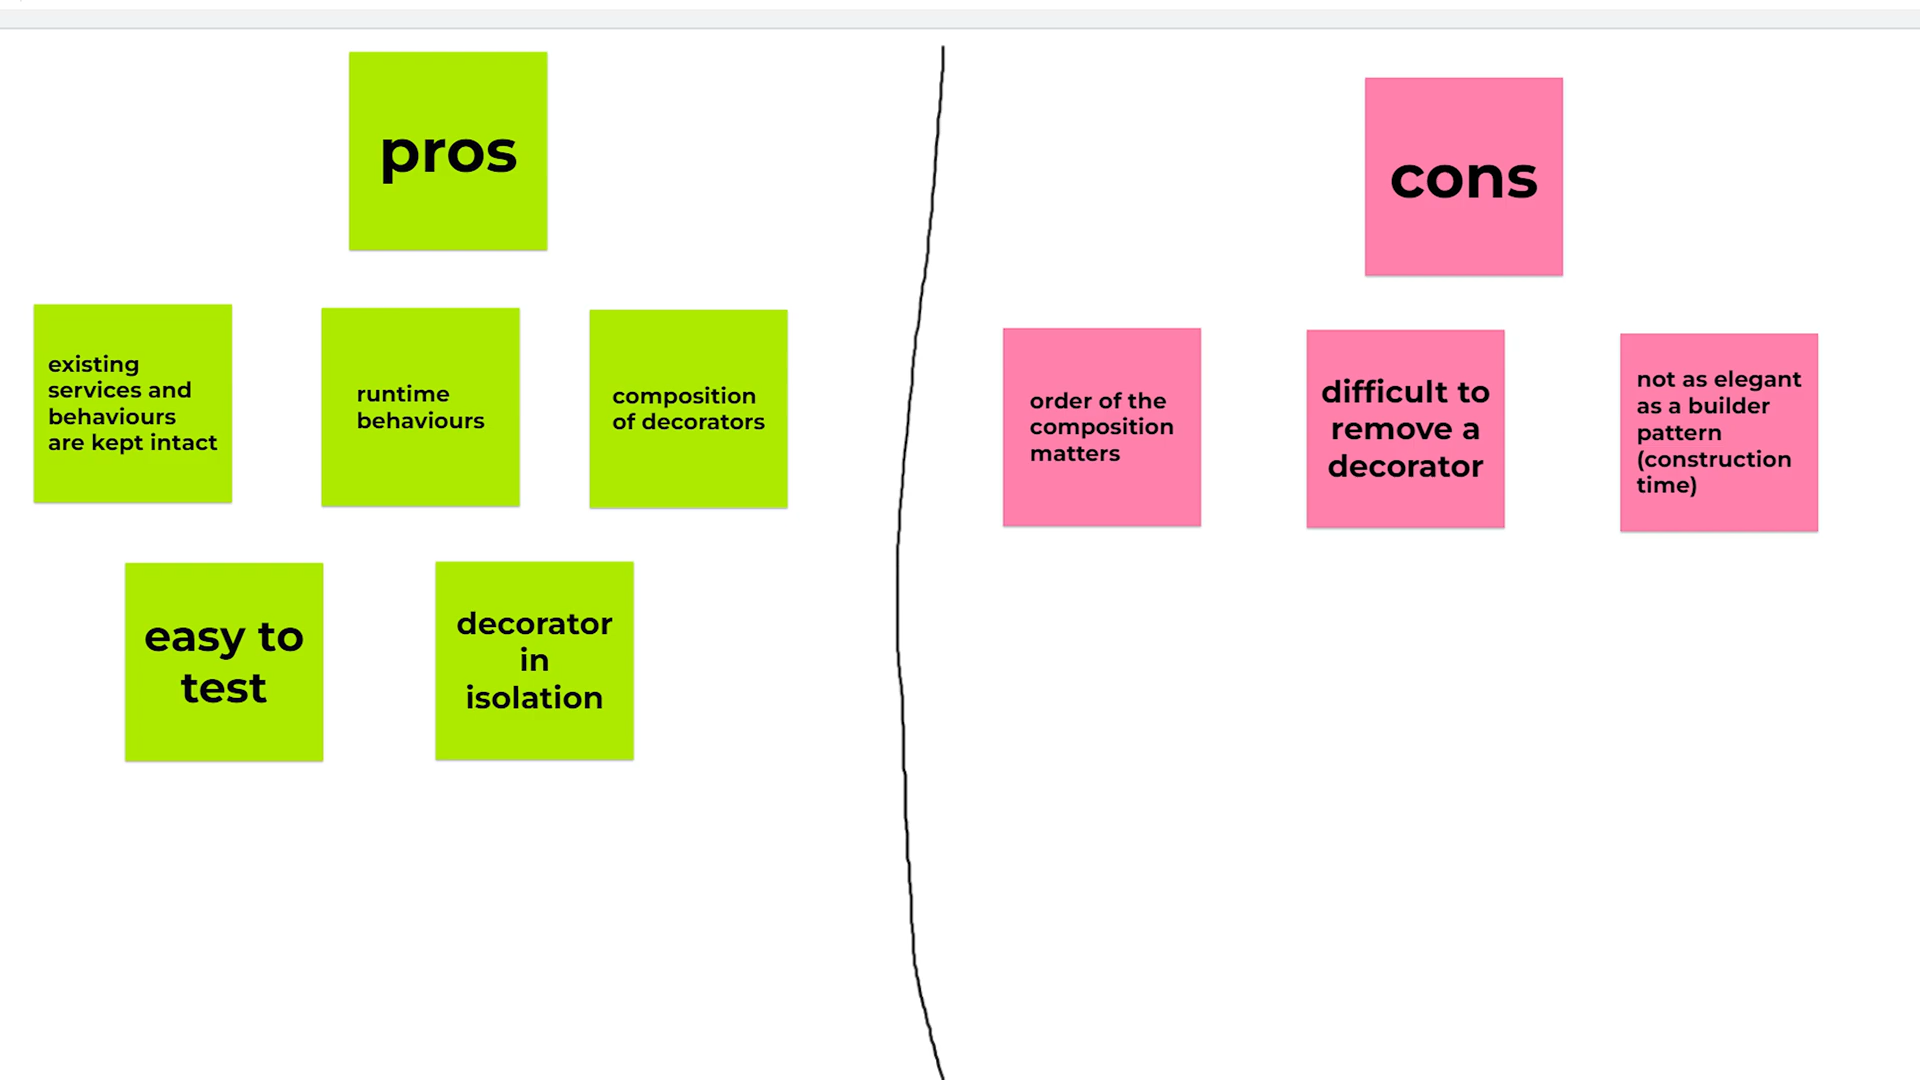 pros
existing
services and
behaviours
are kept intact
runtime
behaviours
composition
of decorators
easy to
test
decorator
in
isolation
cons
order of the
composition
matters
difficult to
remove a
decorator
not as elegant
as a builder
pattern
(construction
time)